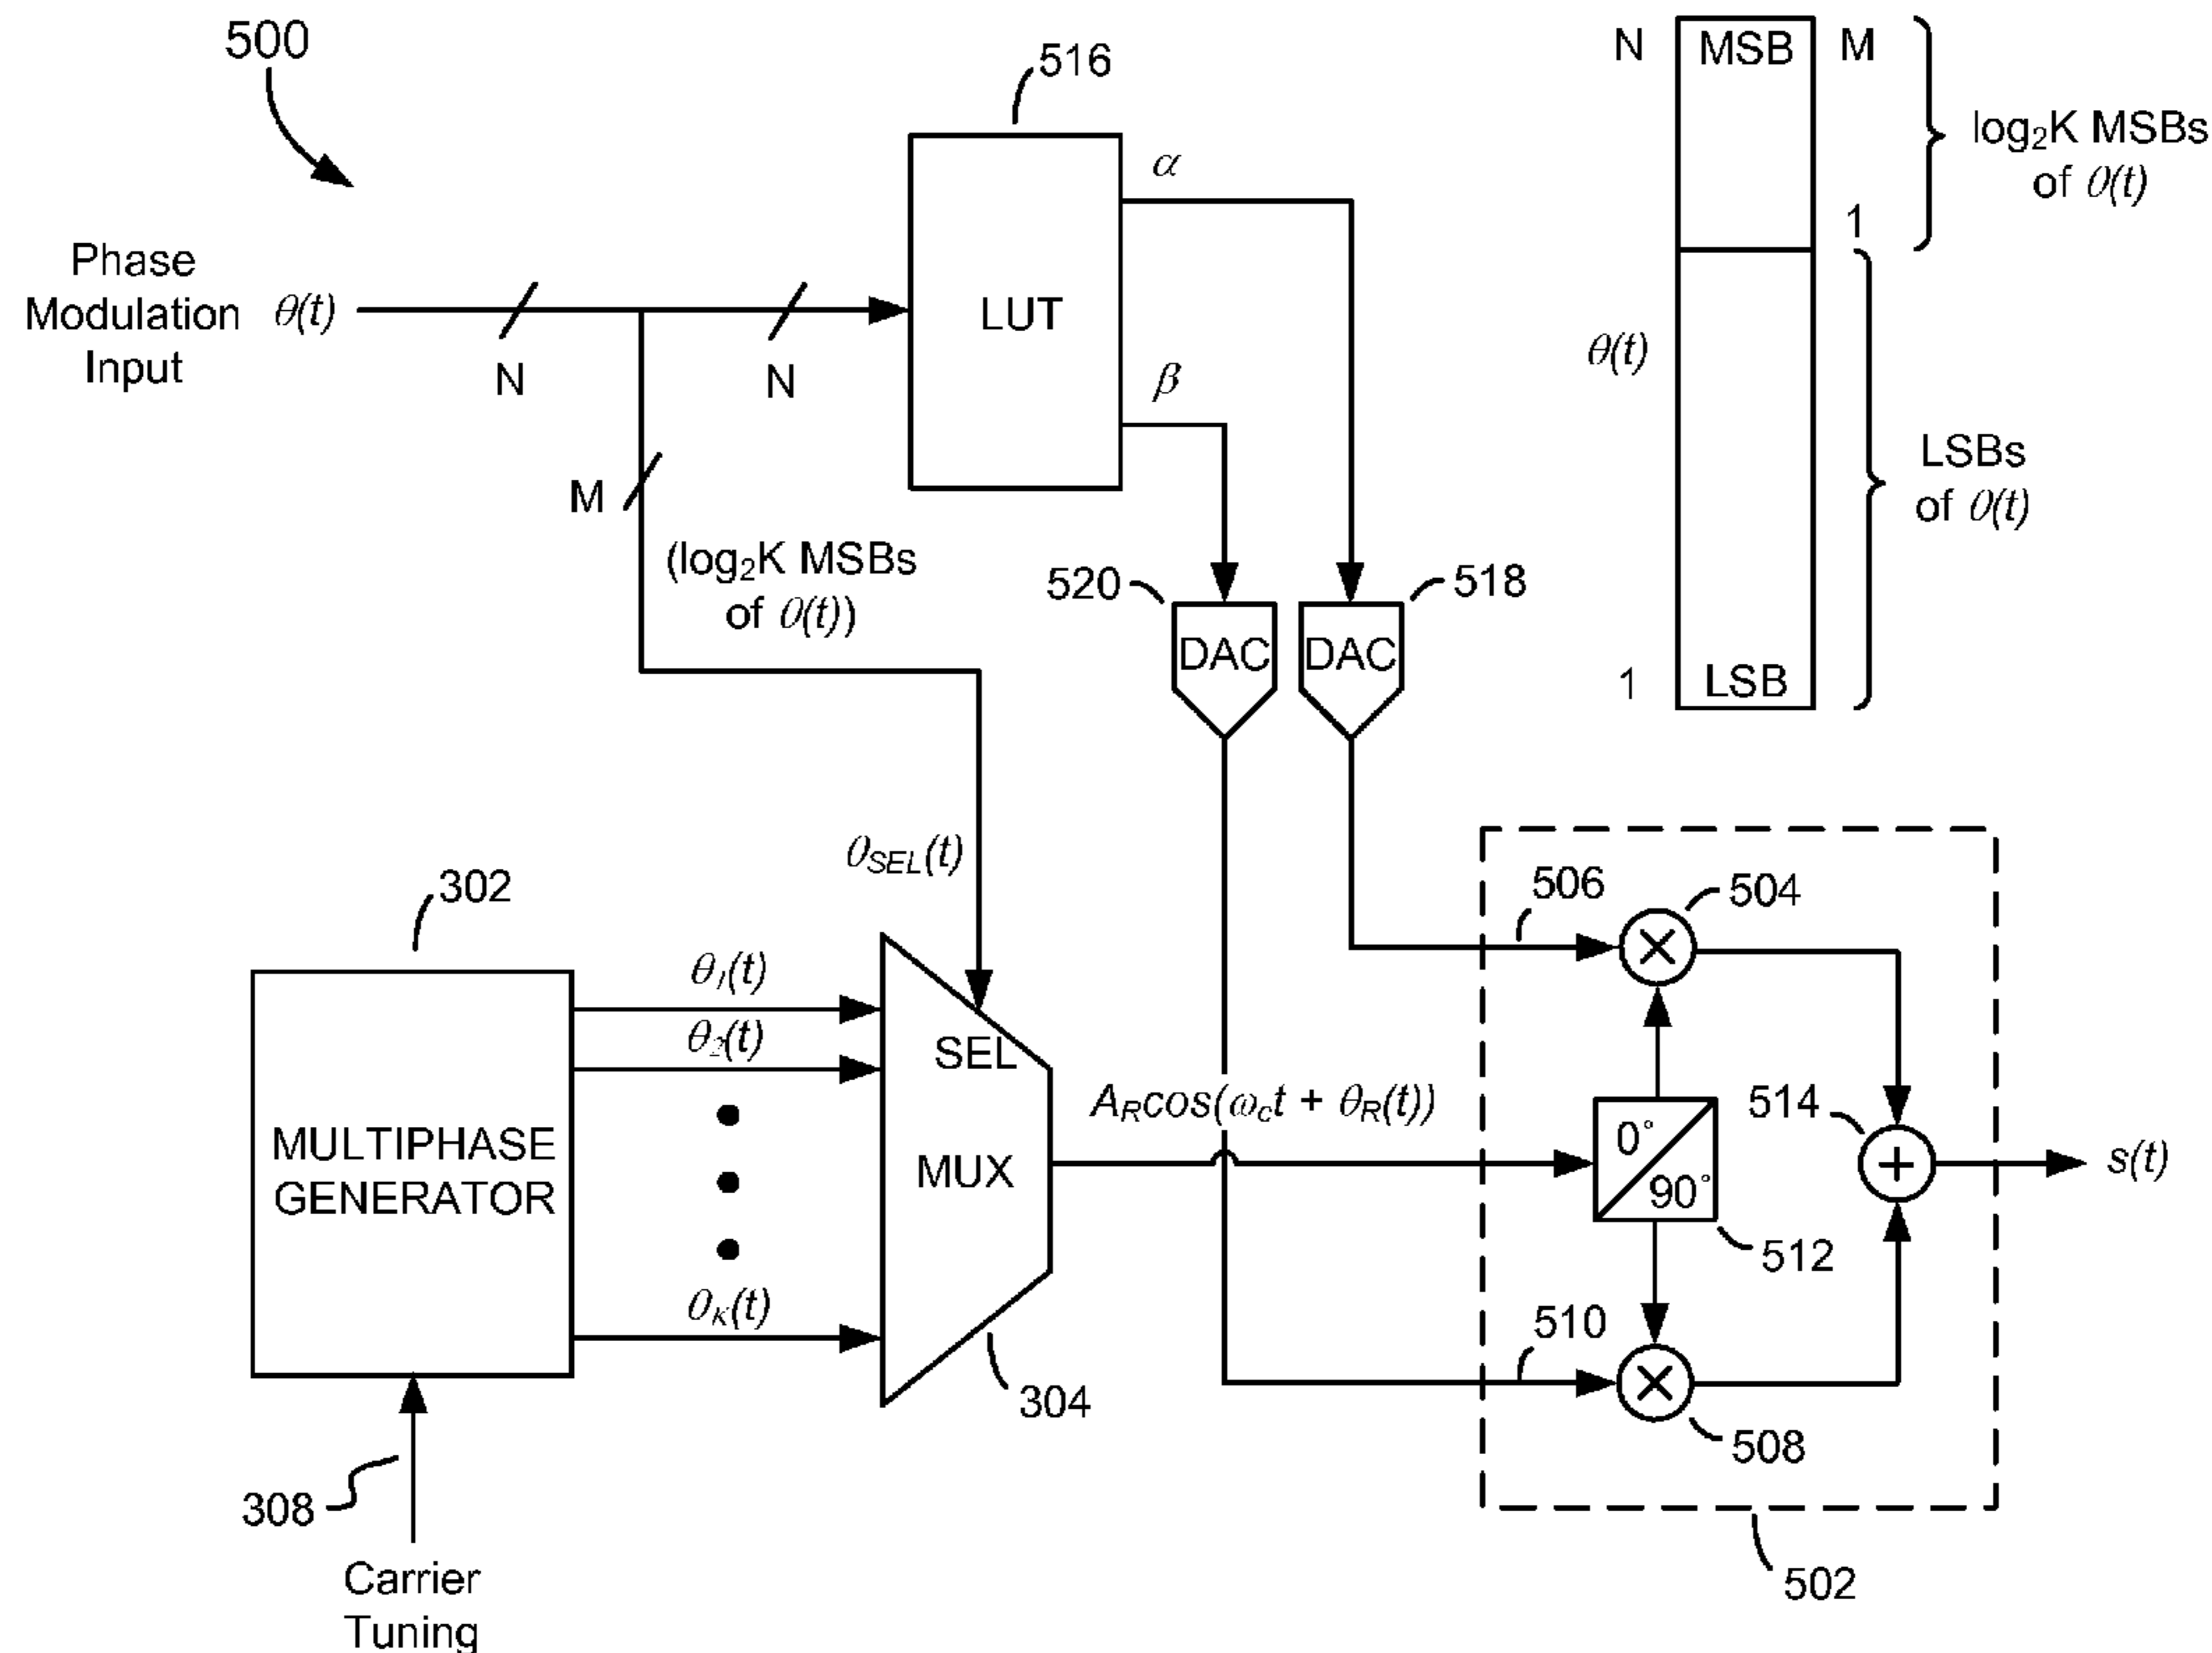 500
516
N
MSB
M
log₂K MSBs
of θ(t)
1
α
Phase
Modulation
Input
θ(t)
N
N
LUT
β
θ(t)
LSBs
of θ(t)
M
(log₂K MSBs
of θ(t))
520
DAC
DAC
518
1
LSB
θSEL(t)
302
MULTIPHASE
GENERATOR
θ₁(t)
θ₂(t)
θK(t)
SEL
MUX
304
308
Carrier
Tuning
ARcos(ωct + θR(t))
506
504
0°
90°
512
514
+
s(t)
510
508
502